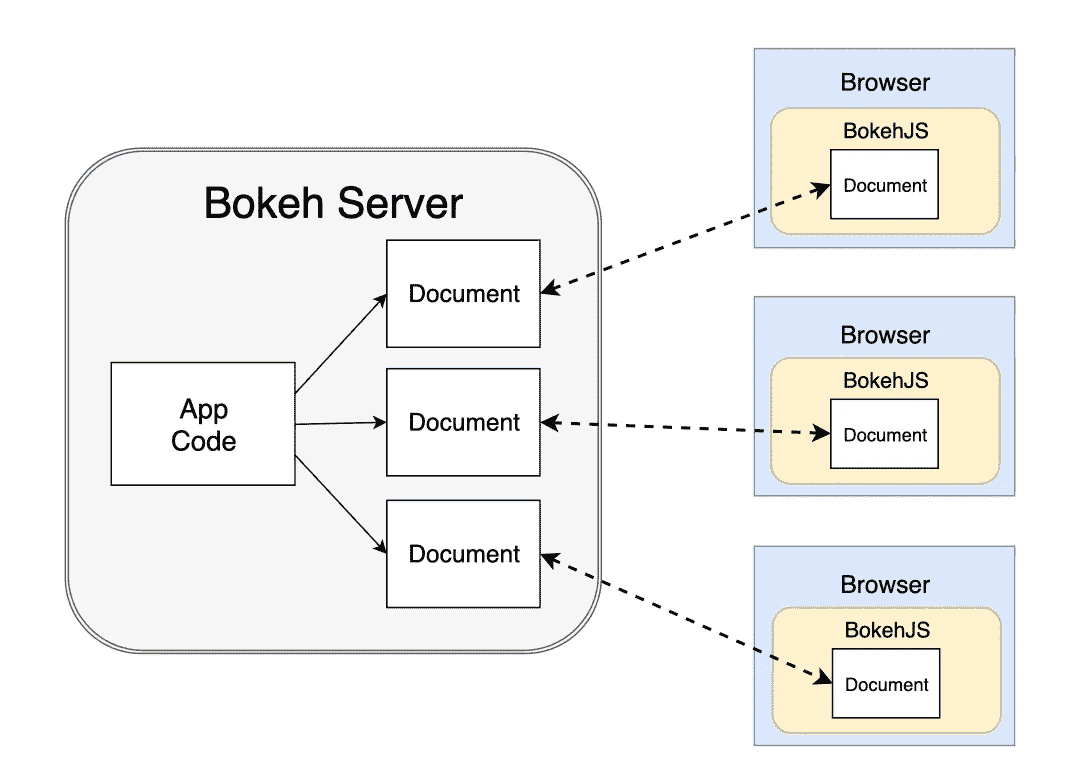 Bokeh Server
App
Code
Document
Document
Document
Browser
BokehJS
Document
Browser
BokehJS
Document
Browser
BokehJS
Document